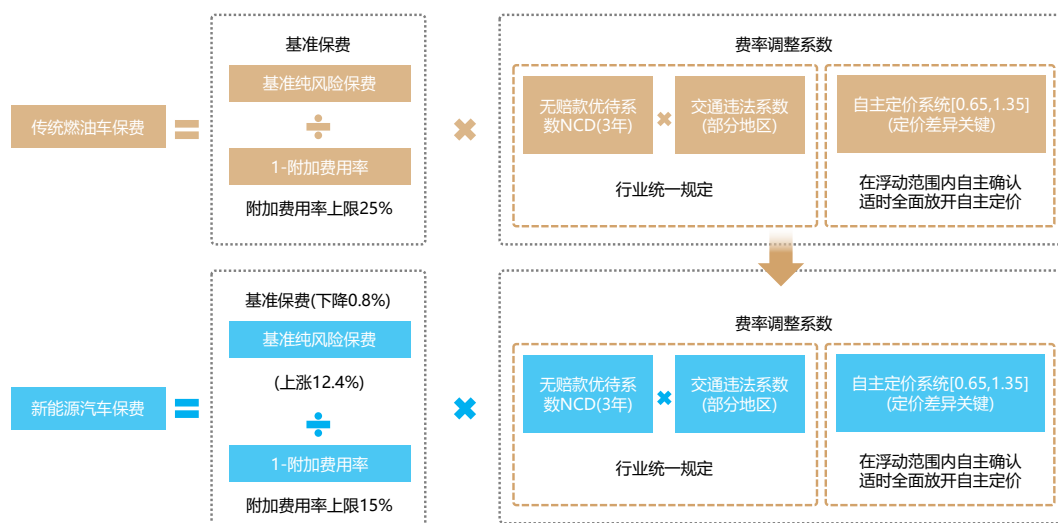 基准保费
费率调整系数
传统燃油车保费
=
基准纯风险保费
÷
1-附加费用率
附加费用率上限25%
×
无赔款优待系
数NCD(3年)
×
交通违法系数
(部分地区)
行业统一规定
自主定价系统[0.65,1.35]
(定价差异关键)
在浮动范围内自主确认
适时全面放开自主定价
基准保费(下降0.8%)
费率调整系数
新能源汽车保费
=
基准纯风险保费
(上涨12.4%)
÷
1-附加费用率
附加费用率上限15%
×
无赔款优待系
数NCD(3年)
×
交通违法系数
(部分地区)
行业统一规定
自主定价系统[0.65,1.35]
(定价差异关键)
在浮动范围内自主确认
适时全面放开自主定价